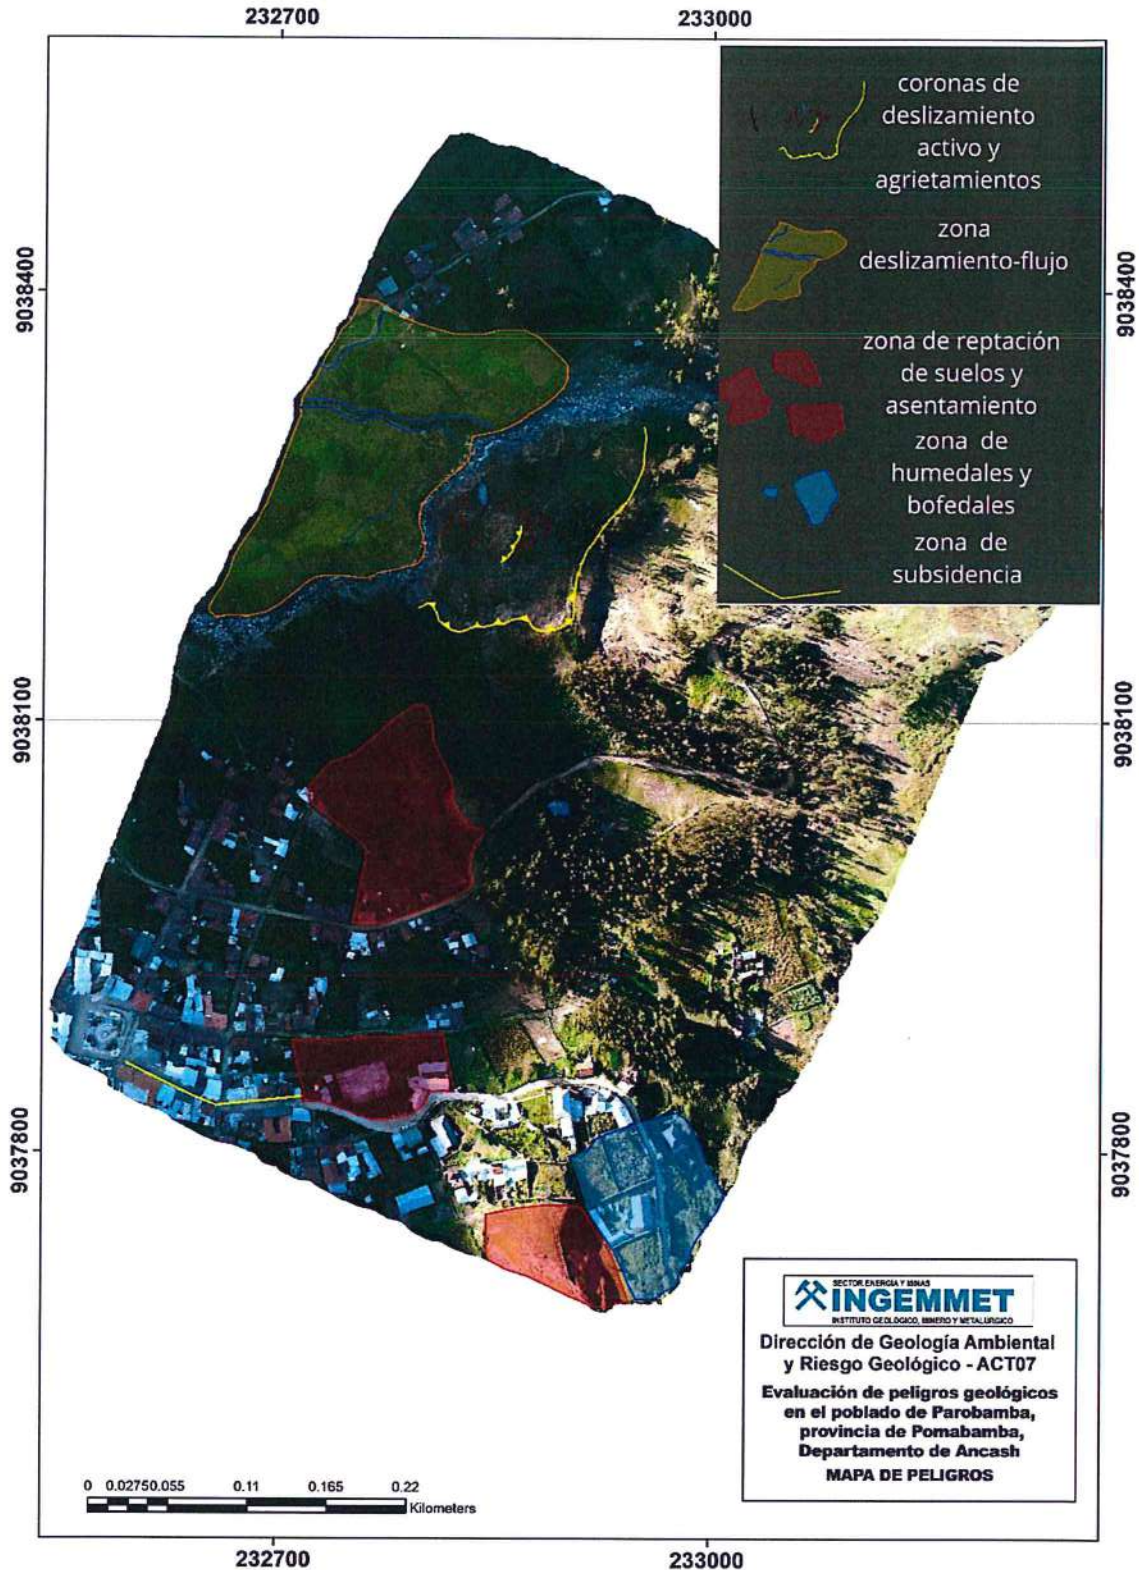 232700
233000
coronas de
deslizamiento
activo y
agrietamientos
zona
deslizamiento-flujo
zona de reptación
de suelos y
asentamiento
zona de
humedales y
bofedales
zona de
subsidencia
9038400
9038400
9038100
9038100
9037800
9037800
SECTOR ENERGIA Y MINAS
INGEMMET
INSTITUTO GEOLÓGICO, MINERO Y METALÚRGICO
Dirección de Geología Ambiental
y Riesgo Geológico - ACT07
Evaluación de peligros geológicos
en el poblado de Parobamba,
provincia de Pomabamba,
Departamento de Ancash
MAPA DE PELIGROS
0 0.02750.055 0.11 0.165 0.22
Kilometers
232700
233000